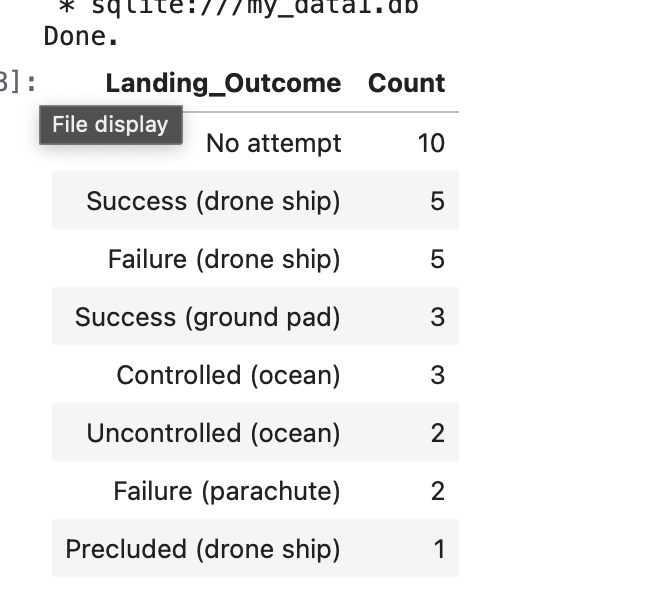 * sqlite:///my_data1.db
Done.
]:
Landing_Outcome Count
File display
No attempt 10
Success (drone ship) 5
Failure (drone ship) 5
Success (ground pad) 3
Controlled (ocean) 3
Uncontrolled (ocean) 2
Failure (parachute) 2
Precluded (drone ship) 1